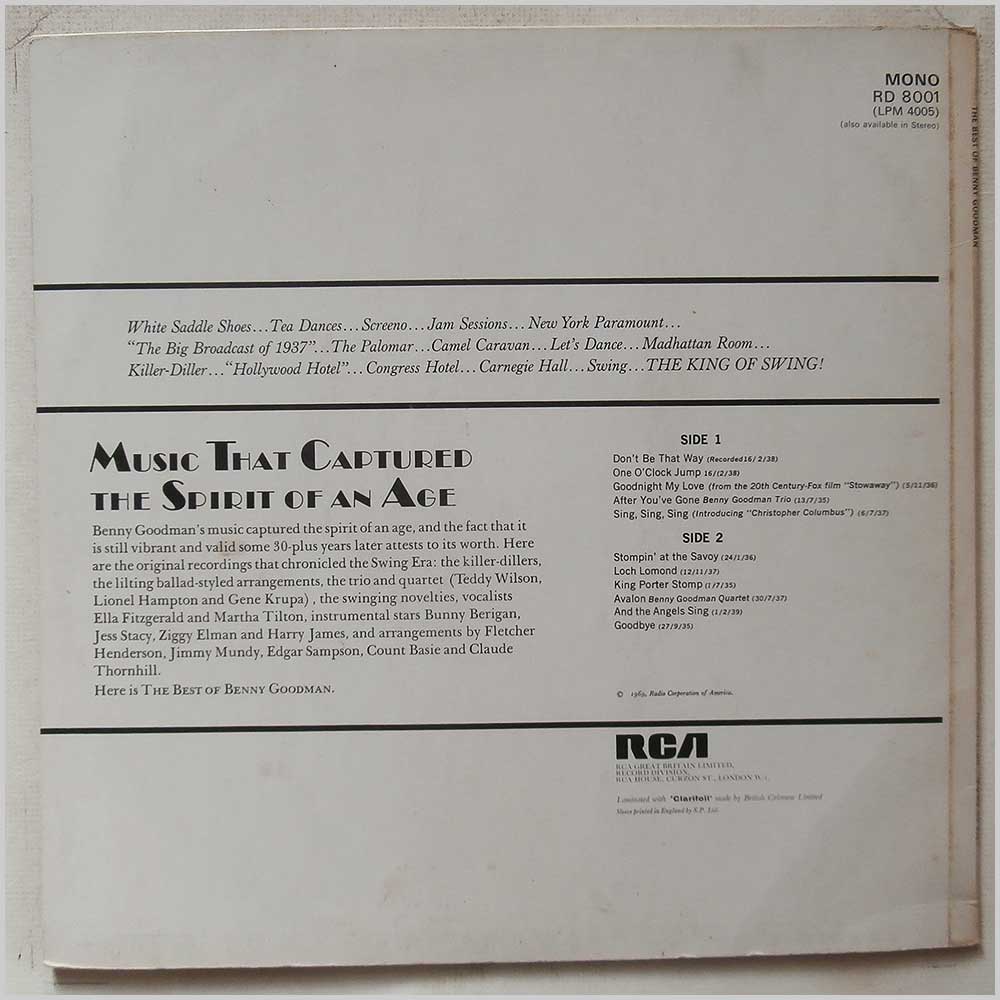 MONO
RD 8001
(LPM 4005)
(also available in Stereo)
THE BEST OF BENNY GOODMAN
White Saddle Shoes...Tea Dances...Screeno...Jam Sessions...New York Paramount...
"The Big Broadcast of 1937"...The Palomar...Camel Caravan...Let's Dance...Madhattan Room...
Killer-Diller..."Hollywood Hotel"...Congress Hotel...Carnegie Hall...Swing...THE KING OF SWING!
MUSIC THAT CAPTURED
THE SPIRIT OF AN AGE
Benny Goodman's music captured the spirit of an age, and the fact that it
is still vibrant and valid some 30-plus years later attests to its worth. Here
are the original recordings that chronicled the Swing Era: the killer-dillers,
the lilting ballad-styled arrangements, the trio and quartet (Teddy Wilson,
Lionel Hampton and Gene Krupa), the swinging novelties, vocalists
Ella Fitzgerald and Martha Tilton, instrumental stars Bunny Berigan,
Jess Stacy, Ziggy Elman and Harry James, and arrangements by Fletcher
Henderson, Jimmy Mundy, Edgar Sampson, Count Basie and Claude
Thornhill.
Here is THE BEST OF BENNY GOODMAN.
SIDE 1
Don't Be That Way (Recorded 16/2/38)
One O'Clock Jump 16/(2/38)
Goodnight My Love (from the 20th Century-Fox film "Stowaway") (5/11/36)
After You've Gone Benny Goodman Trio (13/7/35)
Sing, Sing, Sing (Introducing "Christopher Columbus") (6/7/37)
SIDE 2
Stompin' at the Savoy (24/1/36)
Loch Lomond (12/11/37)
King Porter Stomp (1/7/35)
Avalon Benny Goodman Quartet (30/7/37)
And the Angels Sing (1/2/39)
Goodbye (27/9/35)
© 1969, Radio Corporation of America.
RCA
RCA GREAT BRITAIN LIMITED,
RECORD DIVISION,
RCA HOUSE, CURZON ST., LONDON W.1.
Laminated with 'Clarifoil' made by British Celanese Limited
Sleeve printed in England by S.P. Ltd.